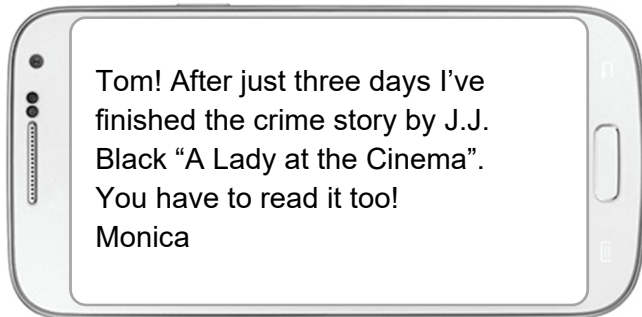 Tom! After just three days I’ve
finished the crime story by J.J.
Black “A Lady at the Cinema”.
You have to read it too!
Monica